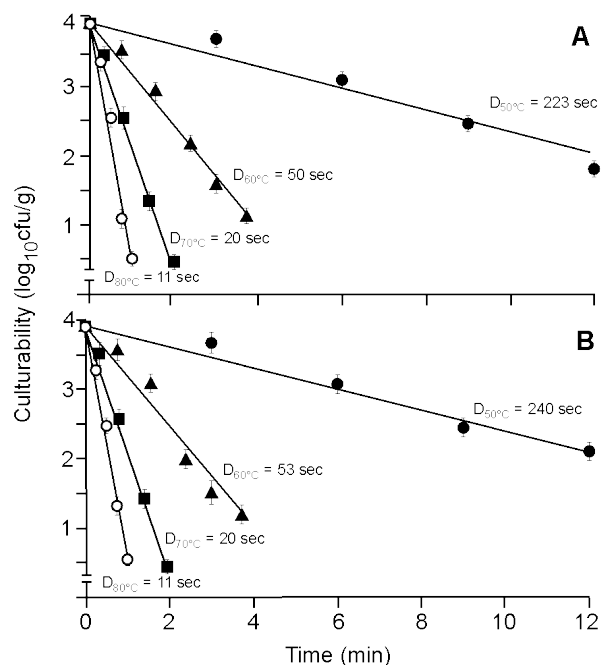 A
4
3
2
1
D50°C = 223 sec
D60°C = 50 sec
D70°C = 20 sec
D80°C = 11 sec
Culturability (log10cfu/g)
B
4
3
2
1
D50°C = 240 sec
D60°C = 53 sec
D70°C = 20 sec
D80°C = 11 sec
0 2 4 6 8 10 12
Time (min)